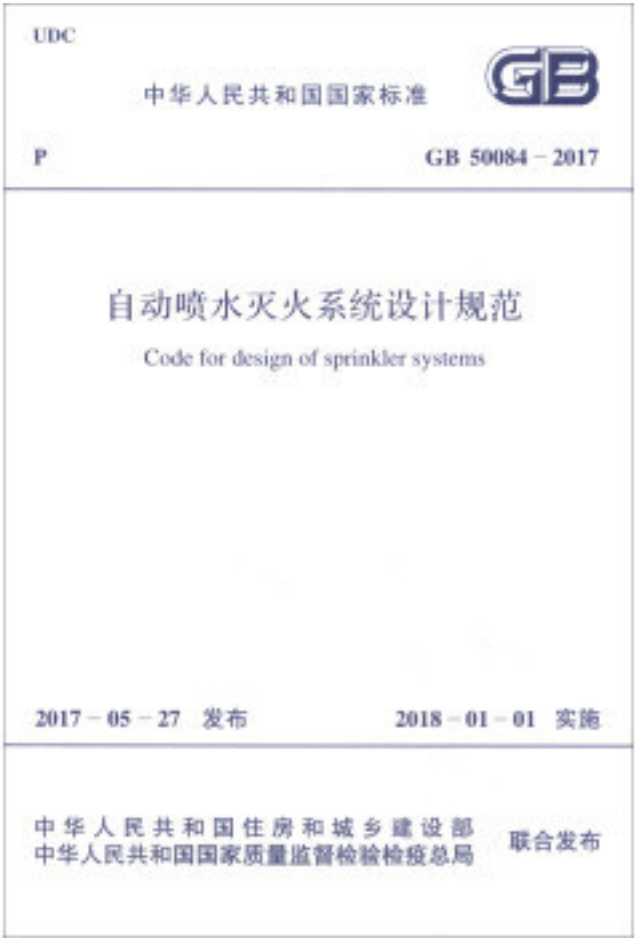 UDC
中华人民共和国国家标准
GB
P
GB 50084－2017
自动喷水灭火系统设计规范
Code for design of sprinkler systems
2017－05－27 发布
2018－01－01 实施
中华人民共和国住房和城乡建设部
中华人民共和国国家质量监督检验检疫总局
联合发布